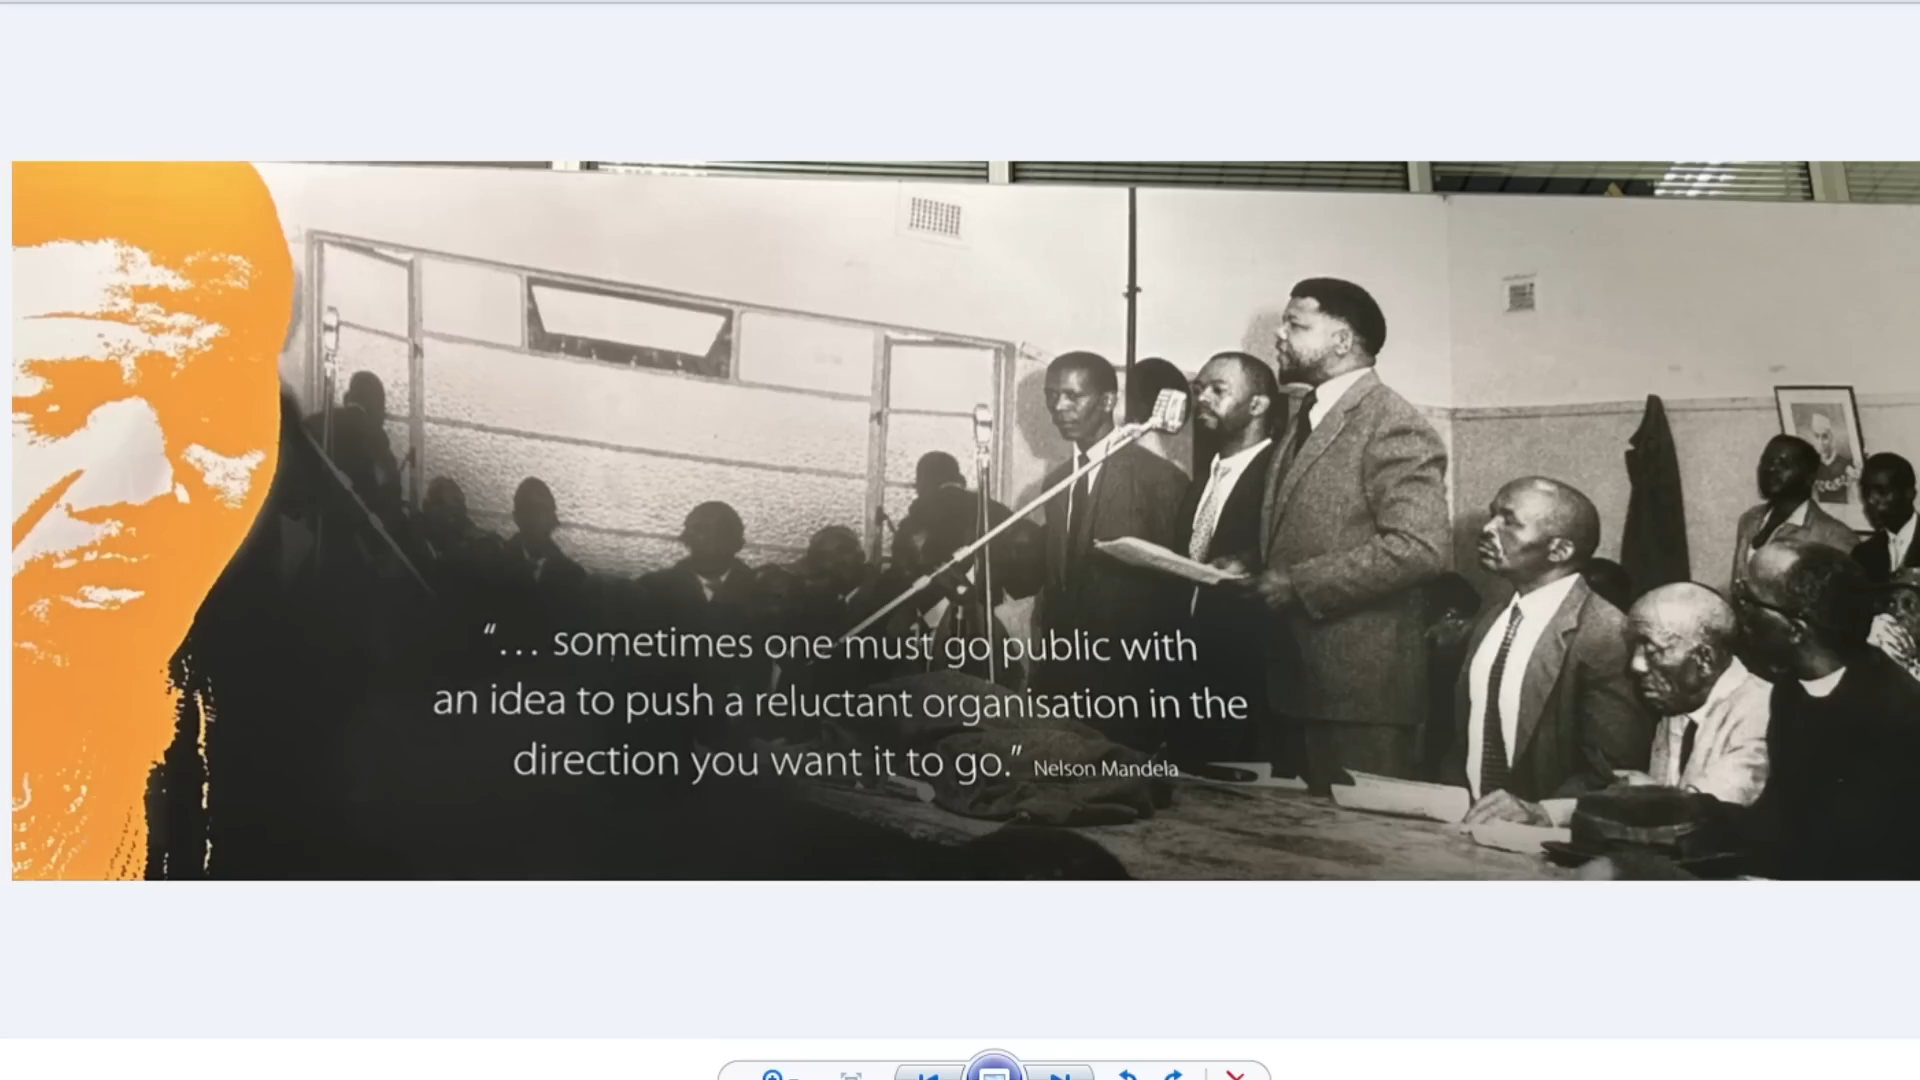 “... sometimes one must go public with
an idea to push a reluctant organisation in the
direction you want it to go.” Nelson Mandela